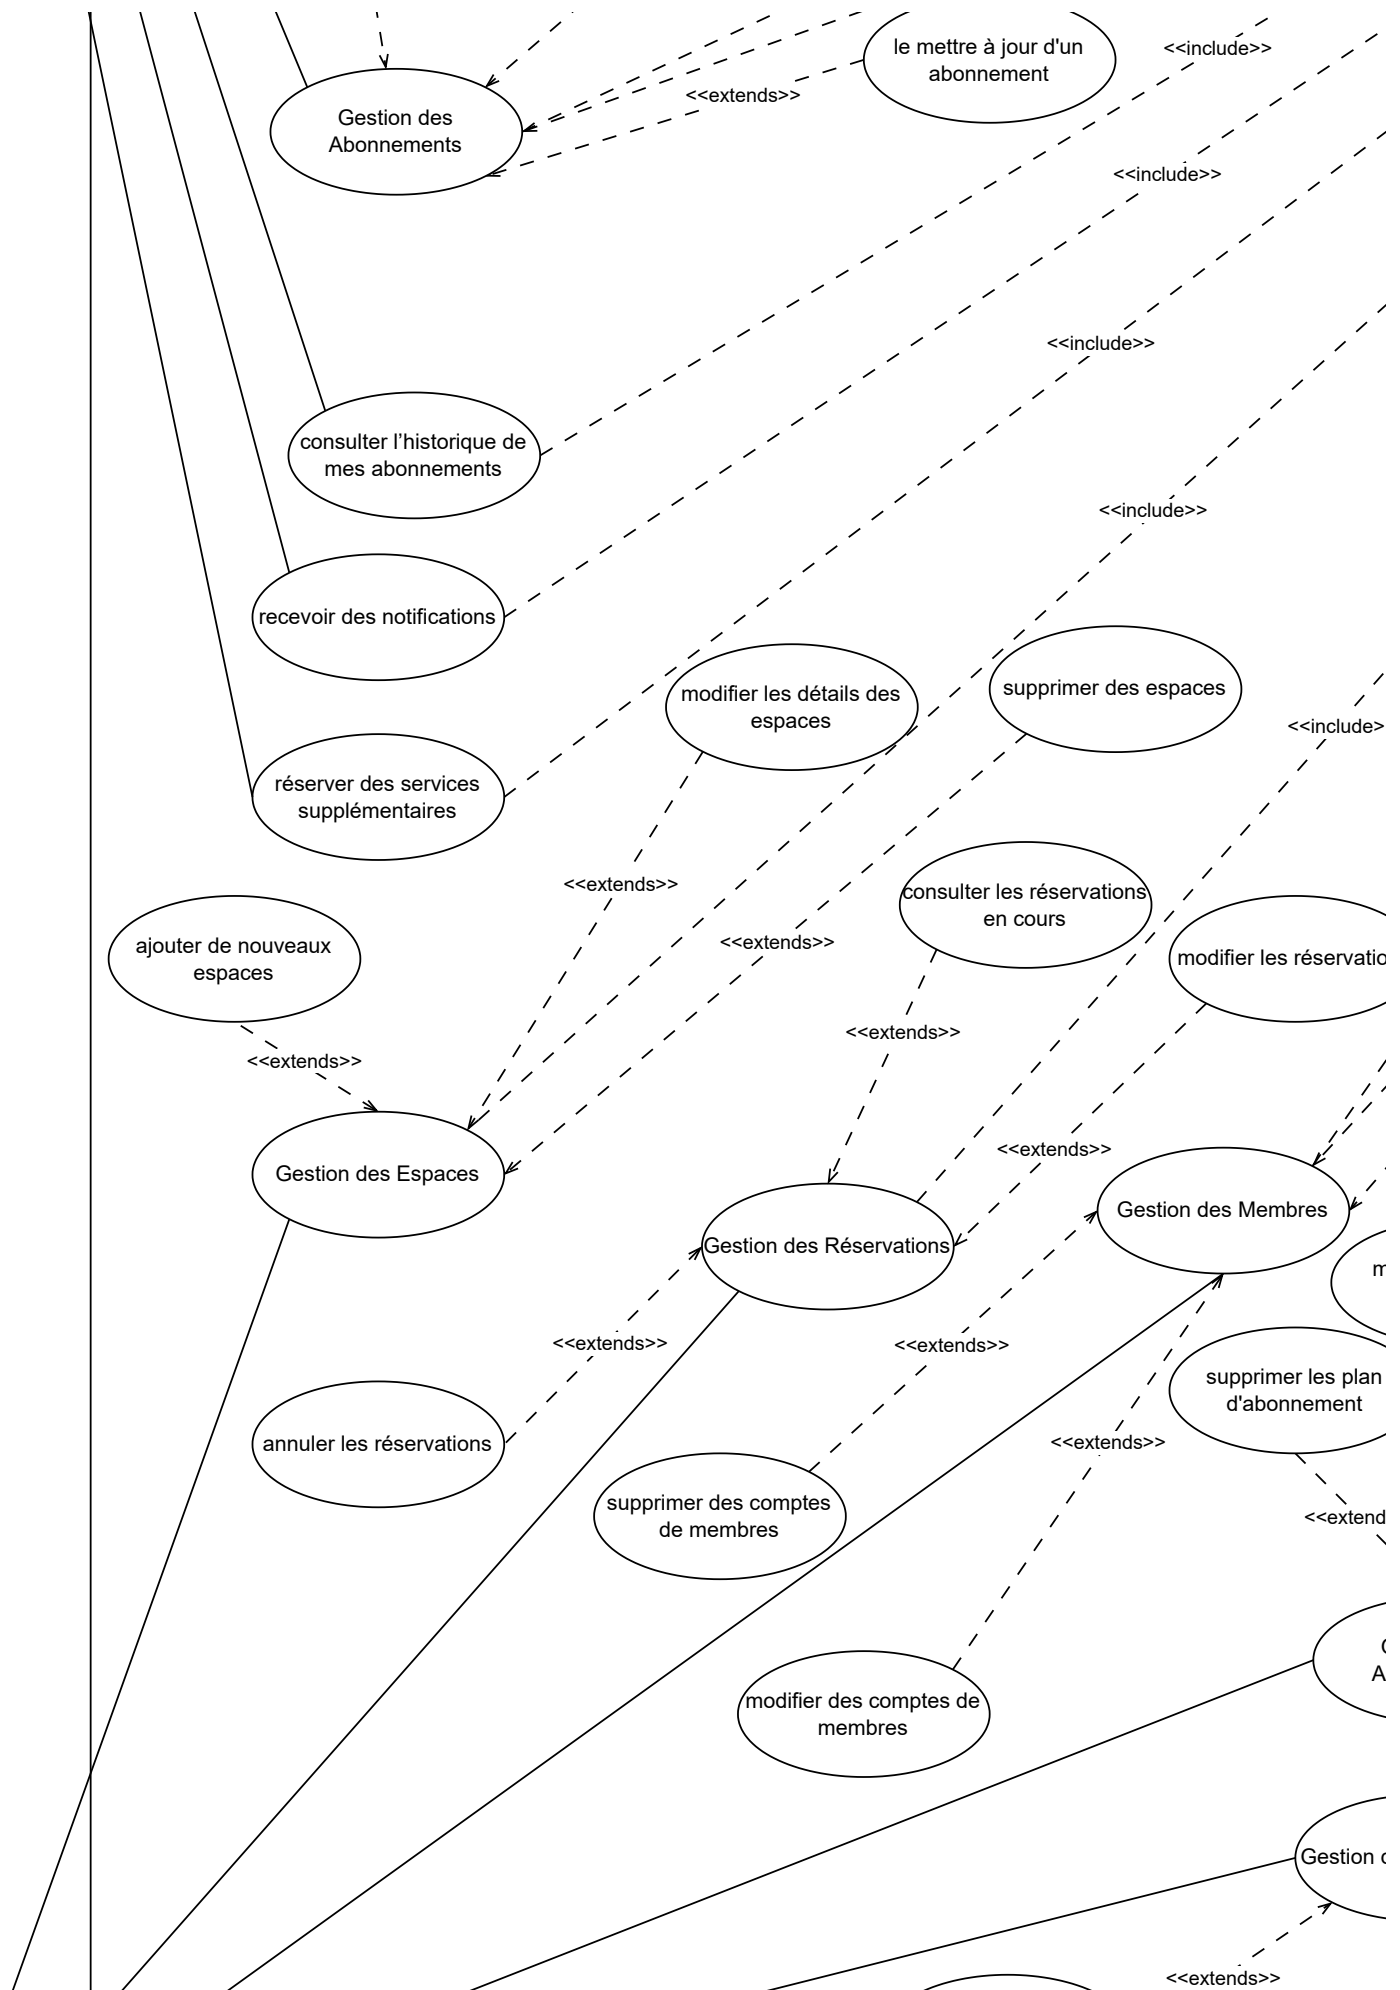 le mettre à jour d'un
abonnement
<<include>>
<<extends>>
Gestion des
Abonnements
<<include>>
<<include>>
consulter l’historique de
mes abonnements
<<include>>
recevoir des notifications
modifier les détails des
espaces
supprimer des espaces
<<include>
réserver des services
supplémentaires
<<extends>>
consulter les réservations
en cours
<<extends>>
ajouter de nouveaux
espaces
modifier les réservatio
<<extends>>
<<extends>>
<<extends>>
Gestion des Espaces
Gestion des Membres
Gestion des Réservations
m
<<extends>>
<<extends>>
supprimer les plan
d'abonnement
annuler les réservations
<<extends>>
supprimer des comptes
de membres
<<extend
A
modifier des comptes de
membres
Gestion
<<extends>>